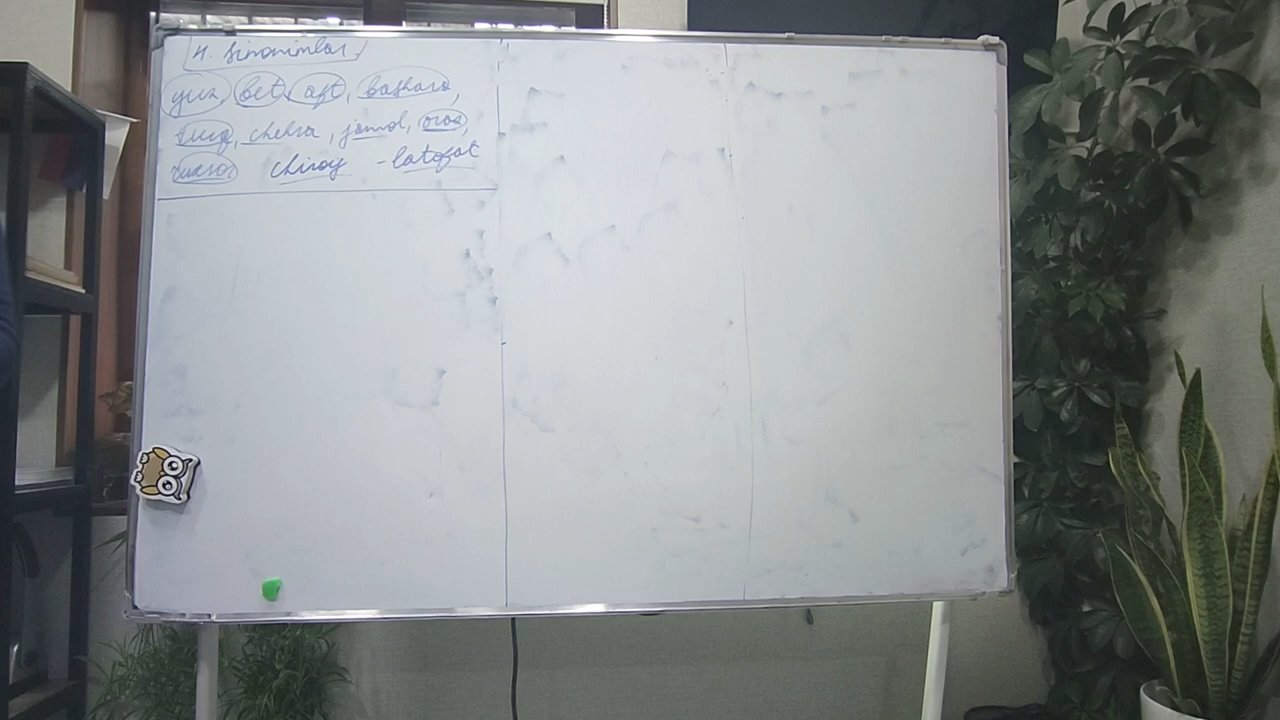 4. Sinonimlar
yuz, bet, aft, bashara,
turq, chehra, jamol, oraz,
ruxsor chiroy - latofat